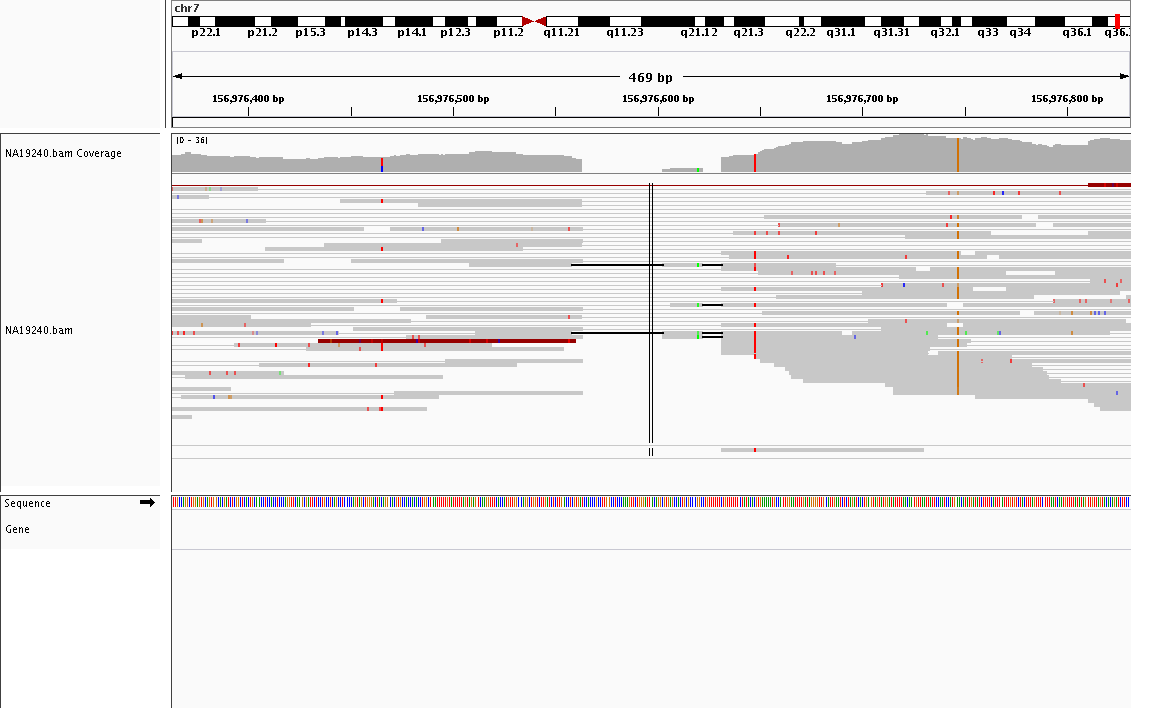 chr7
p22.1 p21.2 p15.3 p14.3 p14.1 p12.3 p11.2 q11.21 q11.23 q21.12 q21.3 q22.2 q31.1 q31.31 q32.1 q33 q34 q36.1 q36.
469 bp
156,976,400 bp 156,976,500 bp 156,976,600 bp 156,976,700 bp 156,976,800 bp
NA19240.bam Coverage
[0 - 36]
NA19240.bam
Sequence
Gene